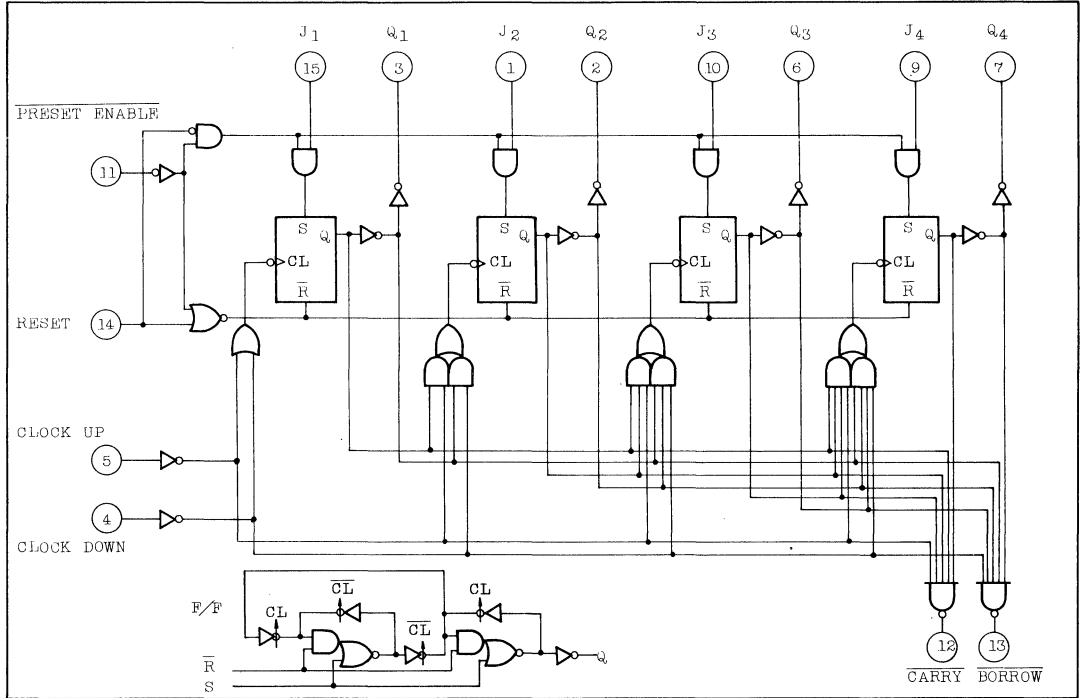 J1 Q1 J2 Q2 J3 Q3 J4 Q4
15 3 1 2 10 6 9 7
PRESET ENABLE
11
S Q S Q S Q S Q
CL CL CL CL
R R R R
RESET 14
CLOCK UP
5
4
CLOCK DOWN
F/F CL CL CL CL
R Q
S
12 13
CARRY BORROW